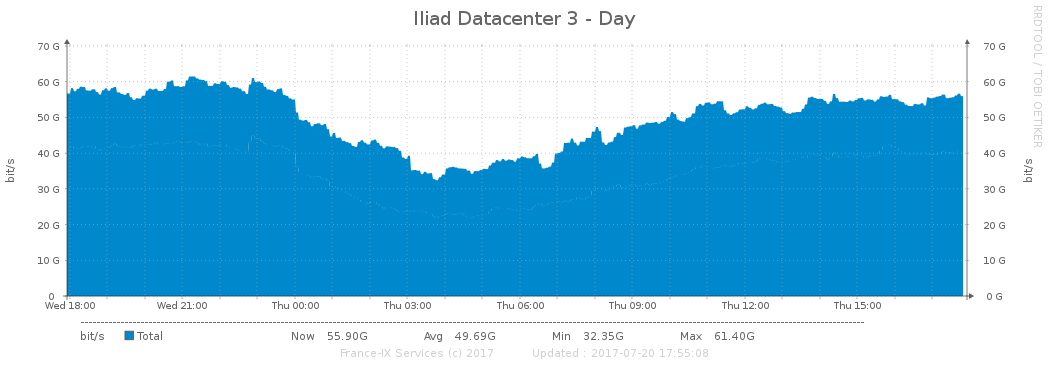 Iliad Datacenter 3 - Day
RRDTOOL / TOBI OETIKER
bit/s
70 G
60 G
50 G
40 G
30 G
20 G
10 G
0
70 G
60 G
50 G
40 G
30 G
20 G
10 G
0 G
bit/s
Wed 18:00 Wed 21:00 Thu 00:00 Thu 03:00 Thu 06:00 Thu 09:00 Thu 12:00 Thu 15:00
bit/s Total Now 55.90G Avg 49.69G Min 32.35G Max 61.40G
France-IX Services (c) 2017 Updated : 2017-07-20 17:55:08